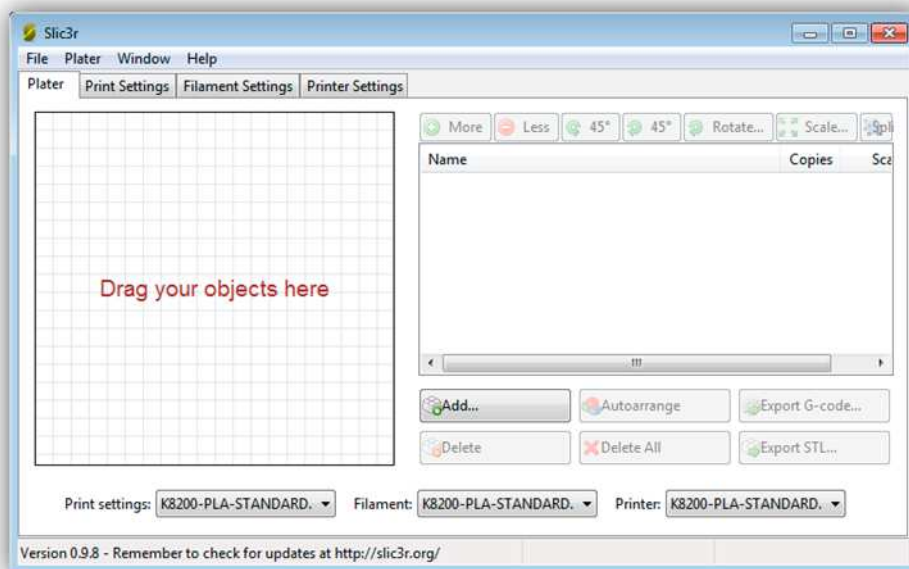 Slic3r
File Plater Window Help
Plater Print Settings Filament Settings Printer Settings
More Less 45° 45° Rotate... Scale... Spli
Name Copies Sca
Drag your objects here
Add... Autoarrange Export G-code...
Delete Delete All Export STL...
Print settings: K8200-PLA-STANDARD. Filament: K8200-PLA-STANDARD. Printer: K8200-PLA-STANDARD.
Version 0.9.8 - Remember to check for updates at http://slic3r.org/